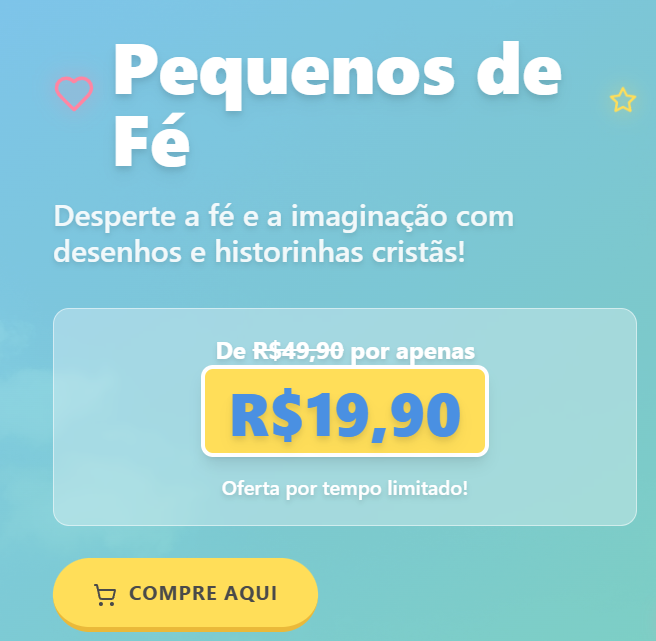 Pequenos de
Fé
Desperte a fé e a imaginação com
desenhos e historinhas cristãs!
De R$49,90 por apenas
R$19,90
Oferta por tempo limitado!
COMPRE AQUI